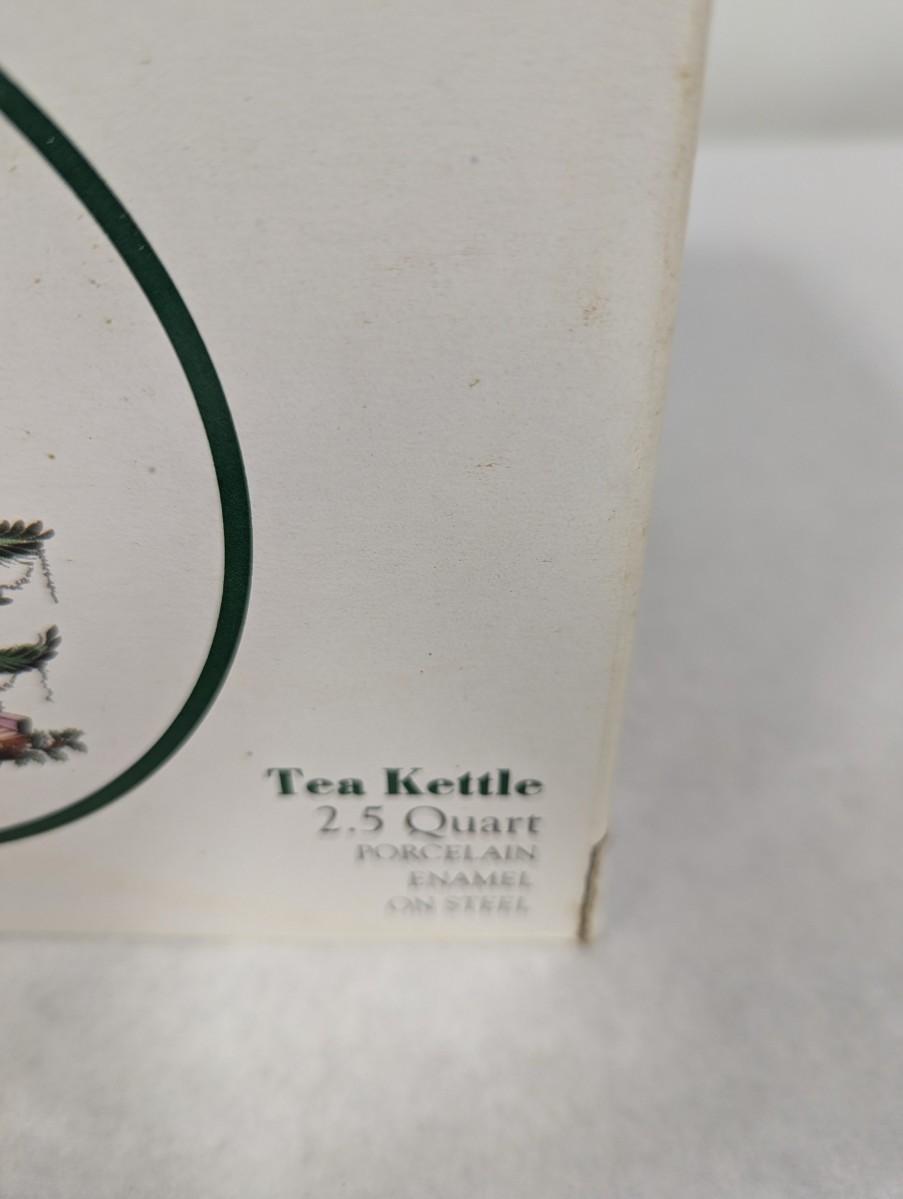 Tea Kettle
2.5 Quart
PORCELAIN
ENAMEL
ON STEEL